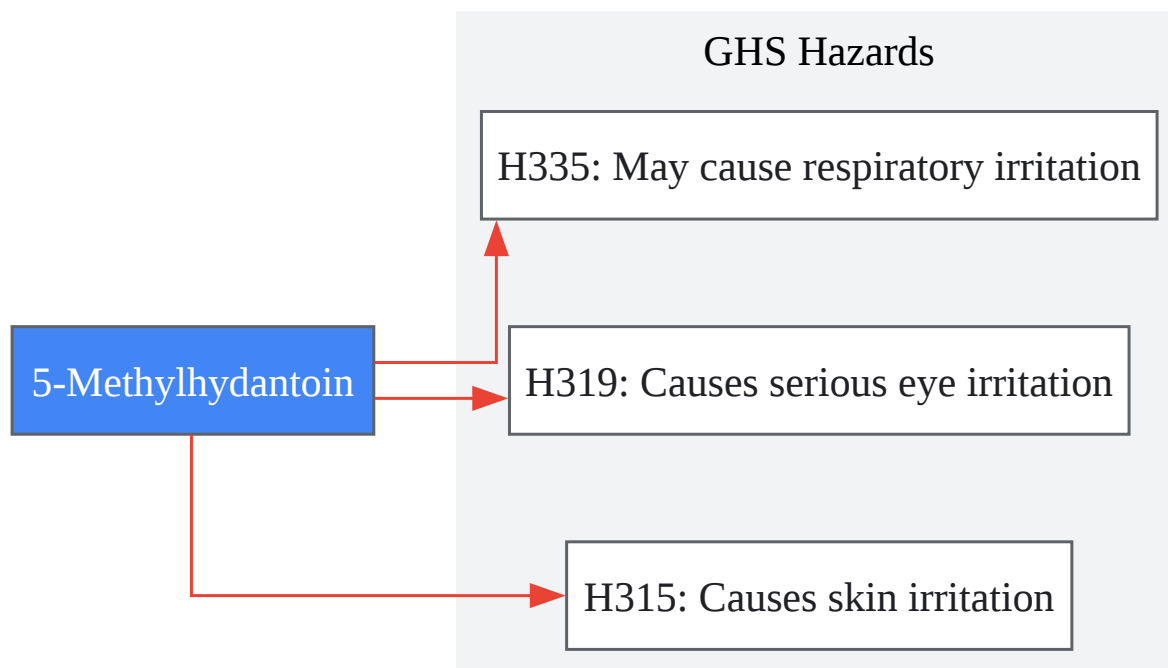 GHS Hazards
H335: May cause respiratory irritation
5-Methylhydantoin
H319: Causes serious eye irritation
H315: Causes skin irritation